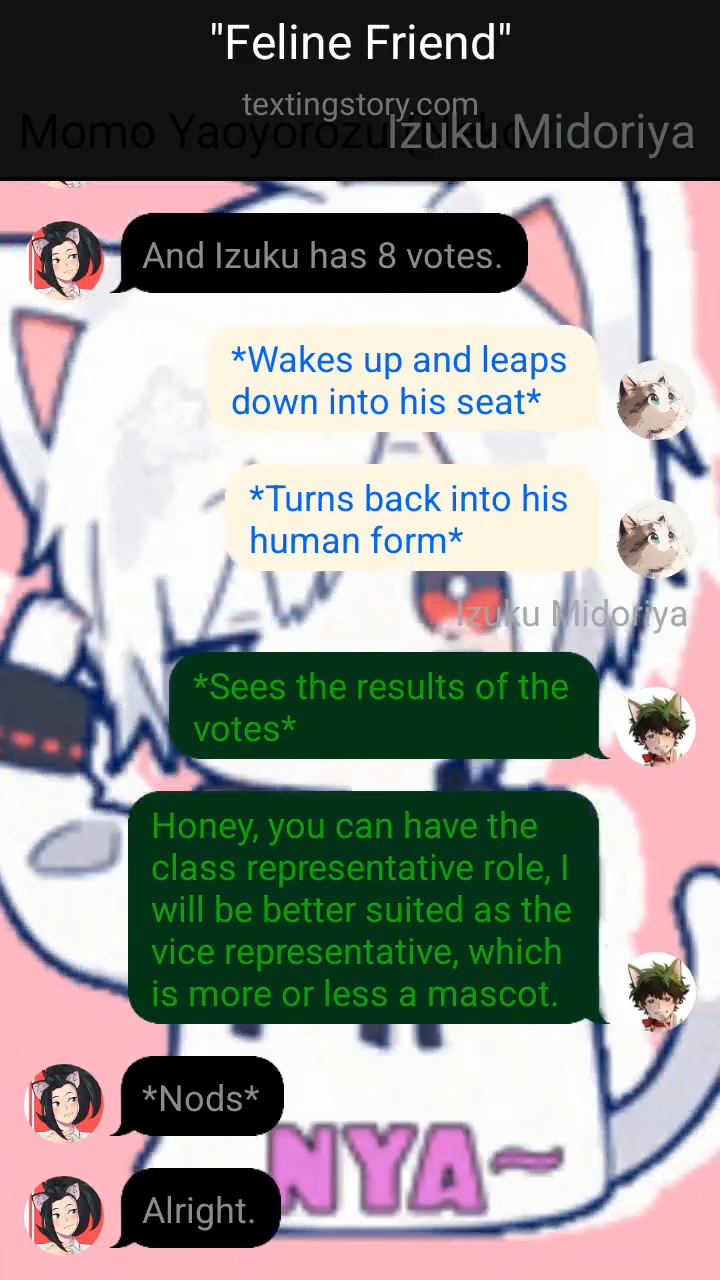 "Feline Friend"
textingstory.com
Momo Yaoyorozu Izuku Midoriya
And Izuku has 8 votes.
*Wakes up and leaps
down into his seat*
*Turns back into his
human form*
Izuku Midoriya
*Sees the results of the
votes*
Honey, you can have the
class representative role, I
will be better suited as the
vice representative, which
is more or less a mascot.
*Nods*
NYA~
Alright.